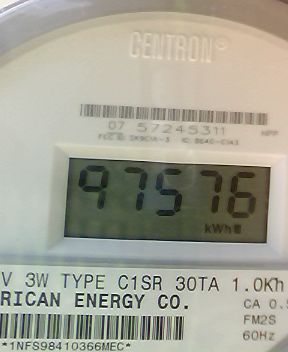 CENTRON®
07 57245311 HPP
97576
kWh
V 3W TYPE C1SR 30TA 1.0Kh
RICAN ENERGY CO.
CA 0.5
FM2S
60Hz
*1NFS98410366MEC*